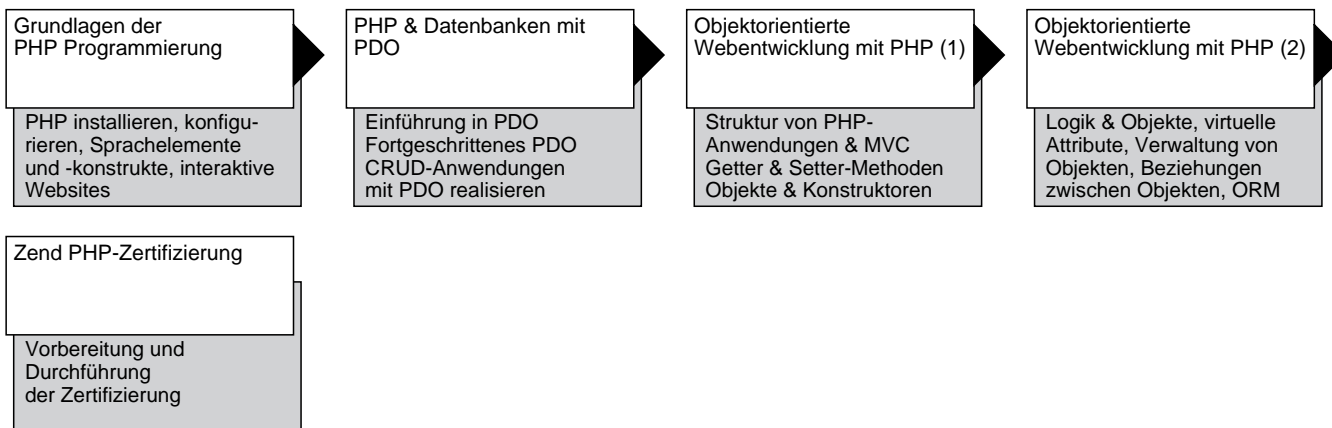 Grundlagen der
PHP Programmierung
PHP installieren, konfigu-
rieren, Sprachelemente
und -konstrukte, interaktive
Websites
PHP & Datenbanken mit
PDO
Einführung in PDO
Fortgeschrittenes PDO
CRUD-Anwendungen
mit PDO realisieren
Objektorientierte
Webentwicklung mit PHP (1)
Struktur von PHP-
Anwendungen & MVC
Getter & Setter-Methoden
Objekte & Konstruktoren
Objektorientierte
Webentwicklung mit PHP (2)
Logik & Objekte, virtuelle
Attribute, Verwaltung von
Objekten, Beziehungen
zwischen Objekten, ORM
Zend PHP-Zertifizierung
Vorbereitung und
Durchführung
der Zertifizierung